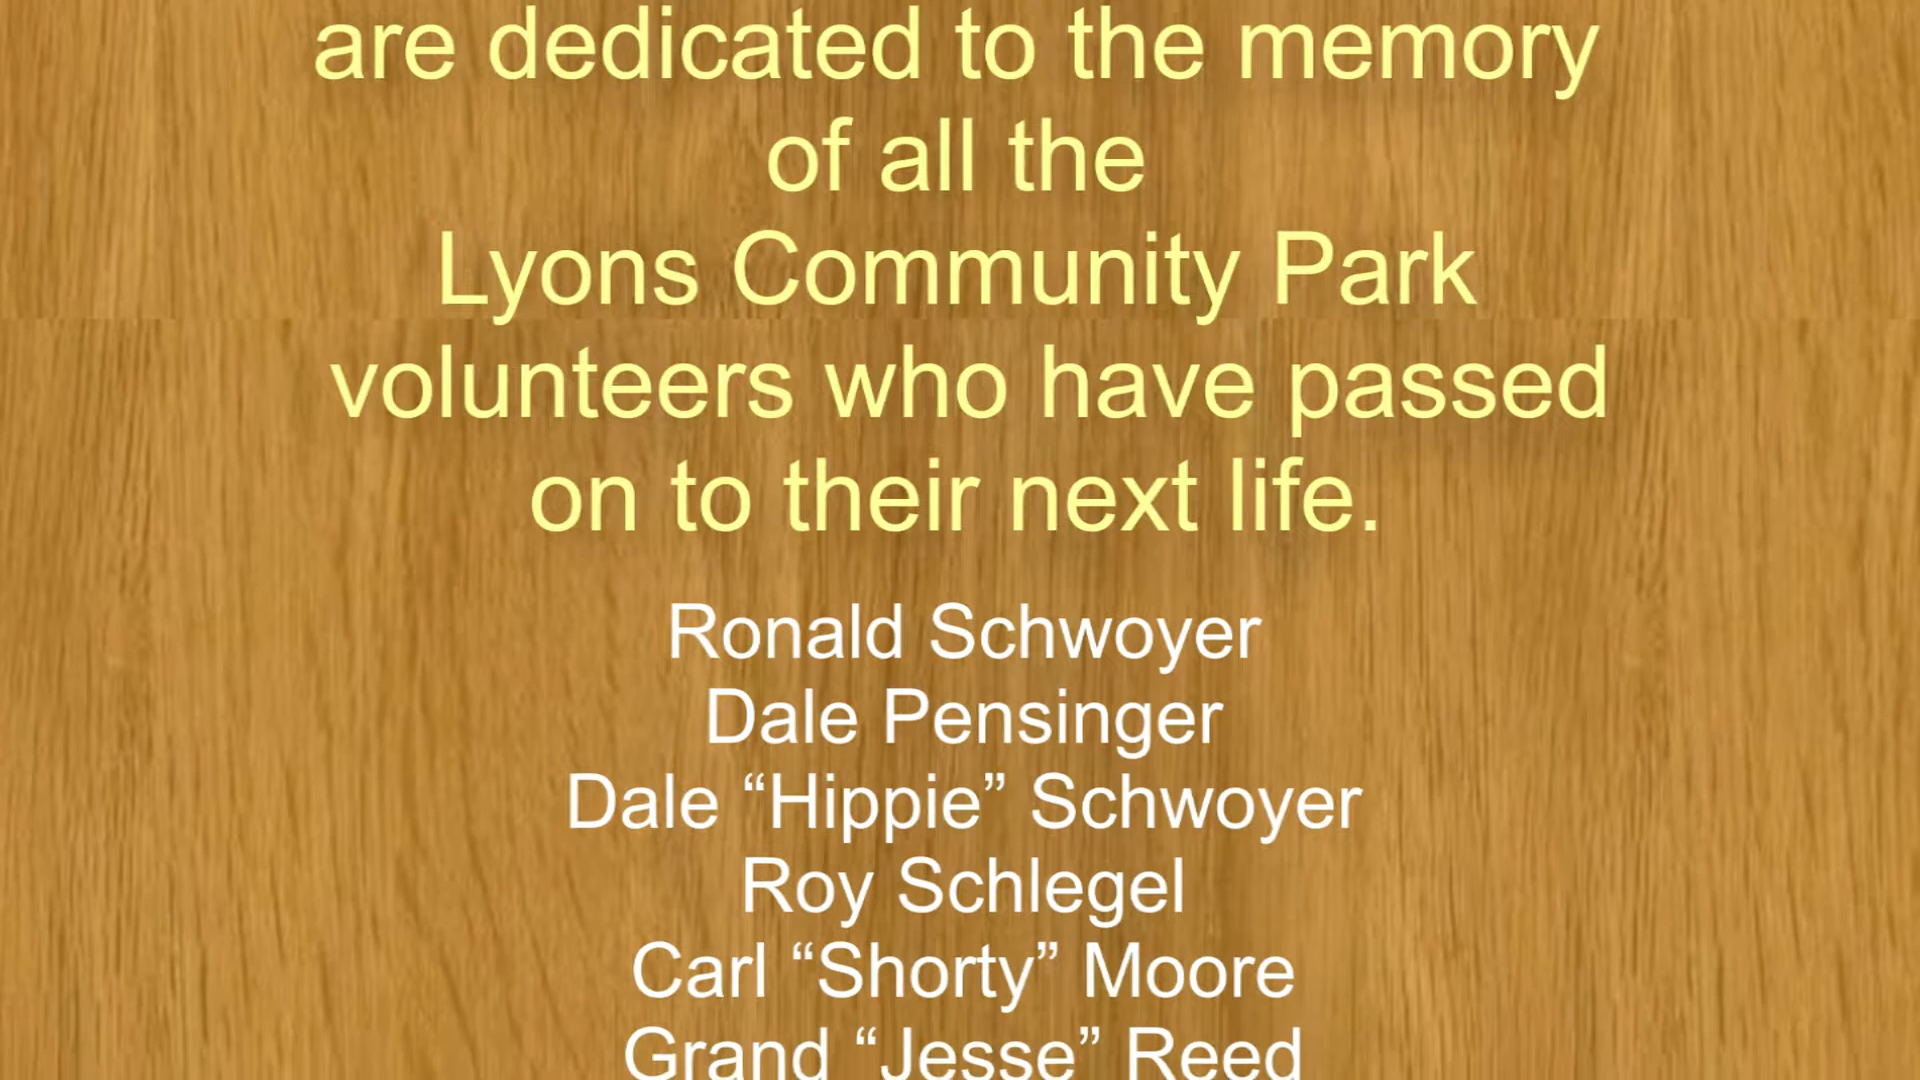 are dedicated to the memory
of all the
Lyons Community Park
volunteers who have passed
on to their next life.
Ronald Schwoyer
Dale Pensinger
Dale “Hippie” Schwoyer
Roy Schlegel
Carl “Shorty” Moore
Grand “Jesse” Reed